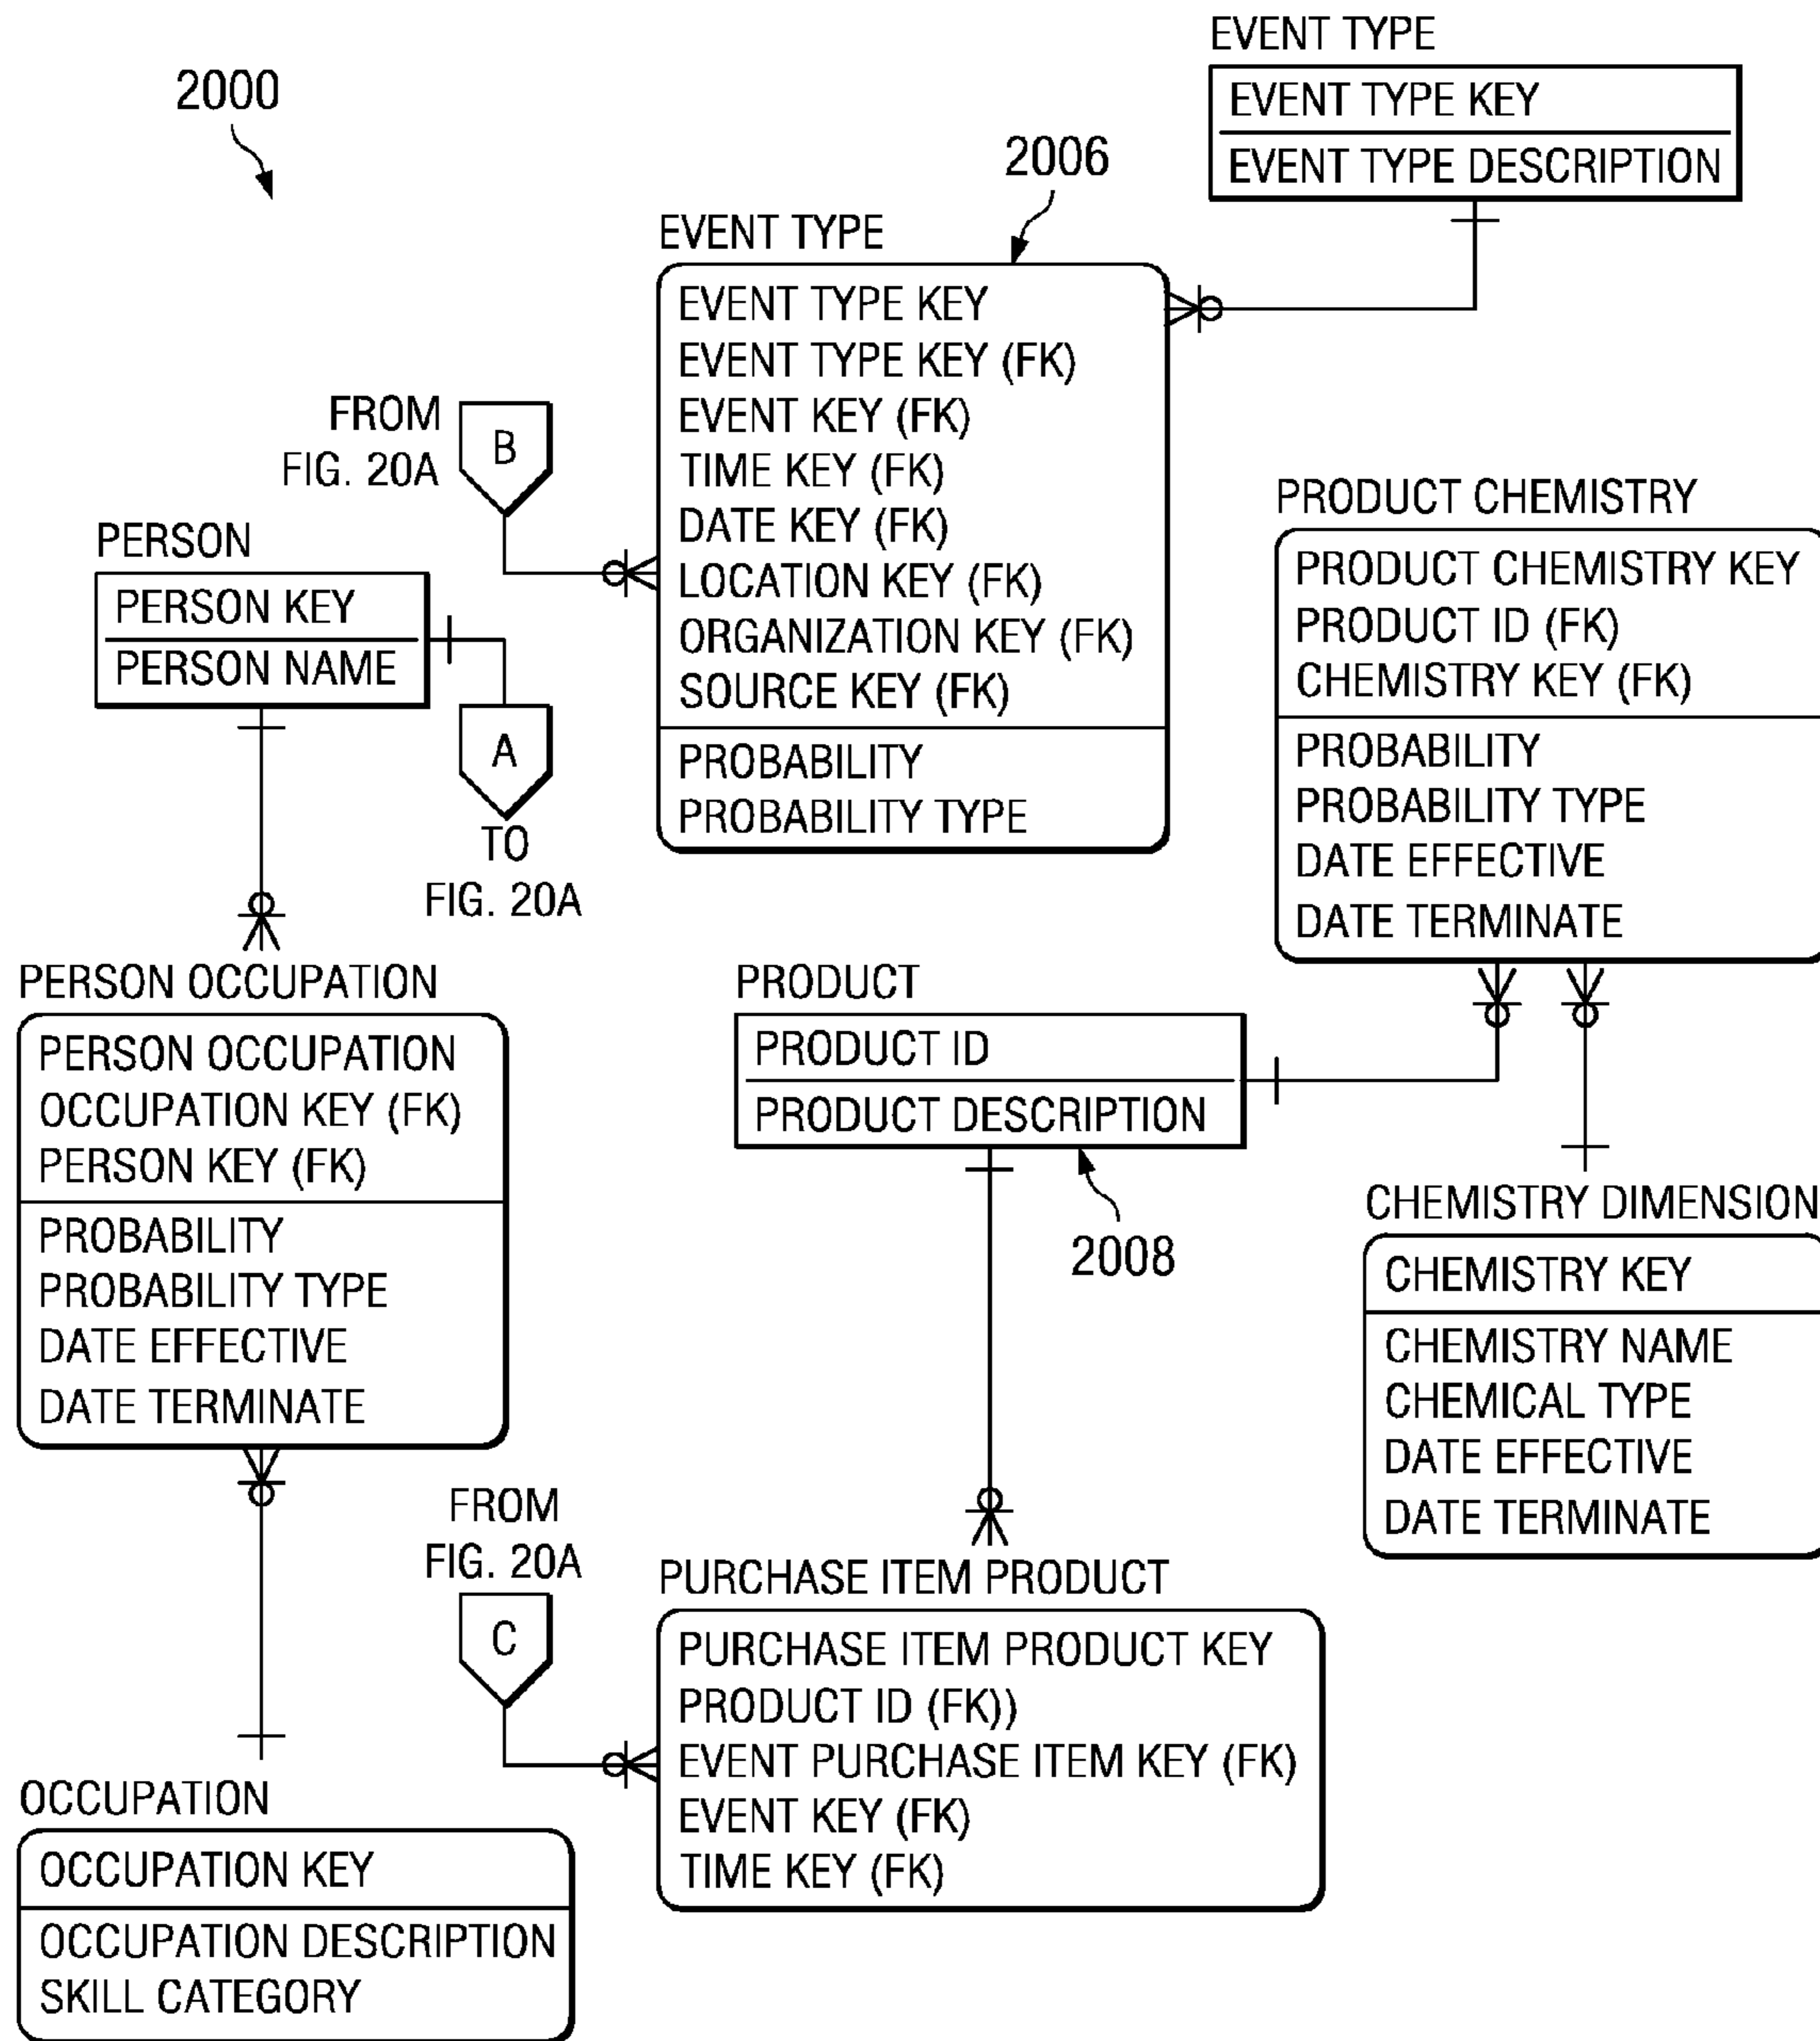 2000
EVENT TYPE
EVENT TYPE KEY
EVENT TYPE DESCRIPTION
2006
EVENT TYPE
EVENT TYPE KEY
EVENT TYPE KEY (FK)
EVENT KEY (FK)
TIME KEY (FK)
DATE KEY (FK)
LOCATION KEY (FK)
ORGANIZATION KEY (FK)
SOURCE KEY (FK)
PROBABILITY
PROBABILITY TYPE
FROM
FIG. 20A
B
PERSON
PERSON KEY
PERSON NAME
A
TO
FIG. 20A
PRODUCT CHEMISTRY
PRODUCT CHEMISTRY KEY
PRODUCT ID (FK)
CHEMISTRY KEY (FK)
PROBABILITY
PROBABILITY TYPE
DATE EFFECTIVE
DATE TERMINATE
PERSON OCCUPATION
PERSON OCCUPATION
OCCUPATION KEY (FK)
PERSON KEY (FK)
PROBABILITY
PROBABILITY TYPE
DATE EFFECTIVE
DATE TERMINATE
PRODUCT
PRODUCT ID
PRODUCT DESCRIPTION
2008
CHEMISTRY DIMENSION
CHEMISTRY KEY
CHEMISTRY NAME
CHEMICAL TYPE
DATE EFFECTIVE
DATE TERMINATE
FROM
FIG. 20A
C
PURCHASE ITEM PRODUCT
PURCHASE ITEM PRODUCT KEY
PRODUCT ID (FK))
EVENT PURCHASE ITEM KEY (FK)
EVENT KEY (FK)
TIME KEY (FK)
OCCUPATION
OCCUPATION KEY
OCCUPATION DESCRIPTION
SKILL CATEGORY